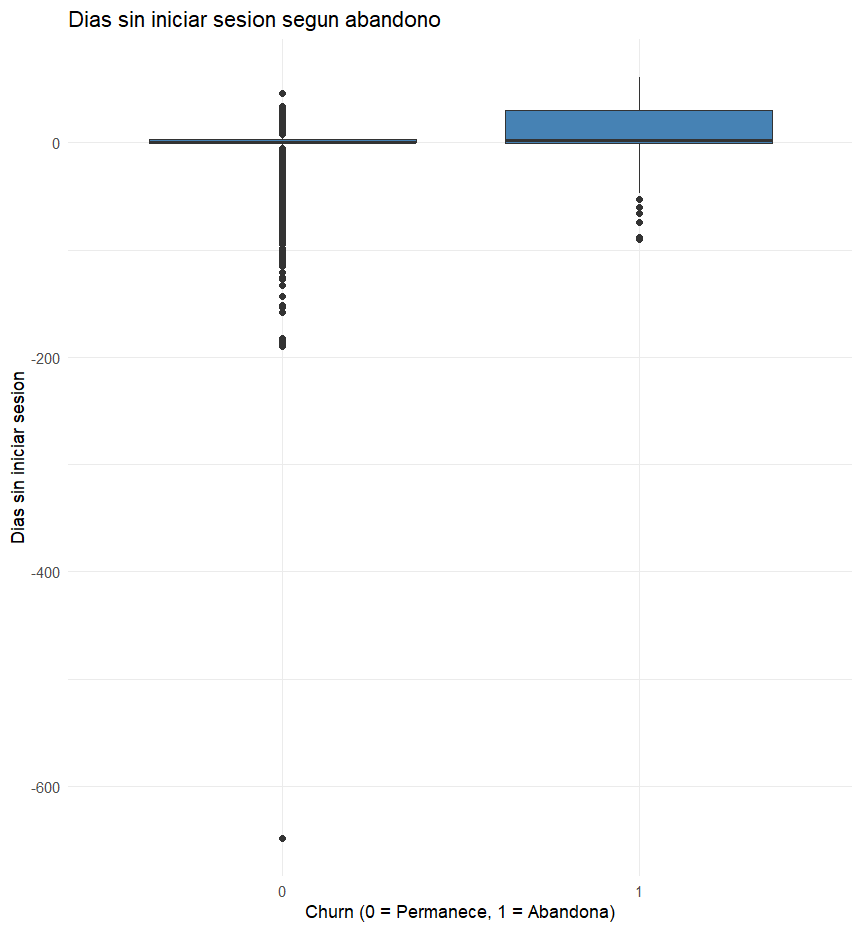 Dias sin iniciar sesion segun abandono
Dias sin iniciar sesion
0
-200
-400
-600
0
1
Churn (0 = Permanece, 1 = Abandona)